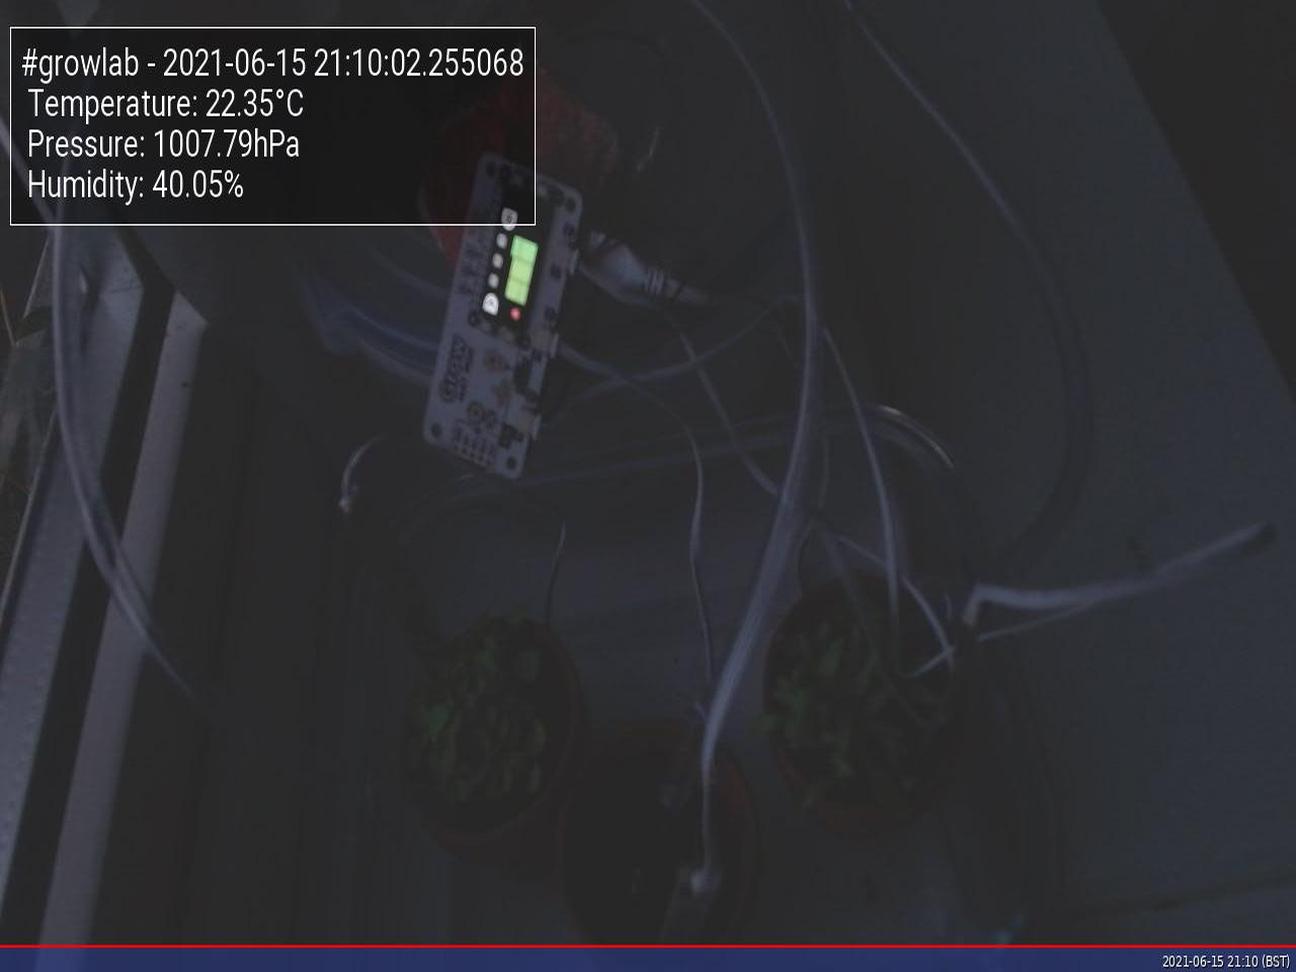 #growlab - 2021-06-15 21:10:02.255068
Temperature: 22.35°C
Pressure: 1007.79hPa
Humidity: 40.05%
GROW
2021-06-15 21:10 (BST)